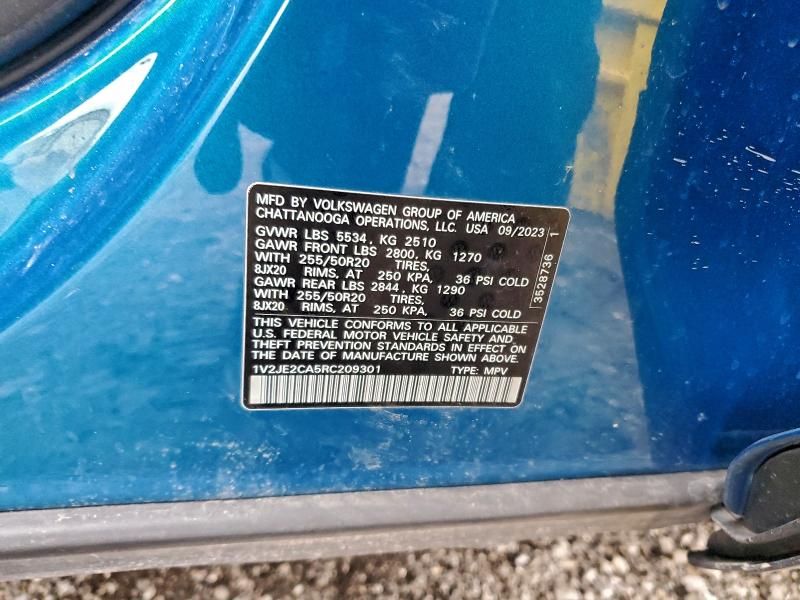 MFD BY VOLKSWAGEN GROUP OF AMERICA
CHATTANOOGA OPERATIONS, LLC. USA 09/2023
GVWR LBS 5534, KG 2510
GAWR FRONT LBS 2800, KG 1270
WITH 255/50R20 TIRES,
8JX20 RIMS, AT 250 KPA, 36 PSI COLD
GAWR REAR LBS 2844, KG 1290
WITH 255/50R20 TIRES,
8JX20 RIMS, AT 250 KPA, 36 PSI COLD
THIS VEHICLE CONFORMS TO ALL APPLICABLE
U.S. FEDERAL MOTOR VEHICLE SAFETY AND
THEFT PREVENTION STANDARDS IN EFFECT ON
THE DATE OF MANUFACTURE SHOWN ABOVE.
1V2JE2CA5RC209301 TYPE: MPV
3528736 1